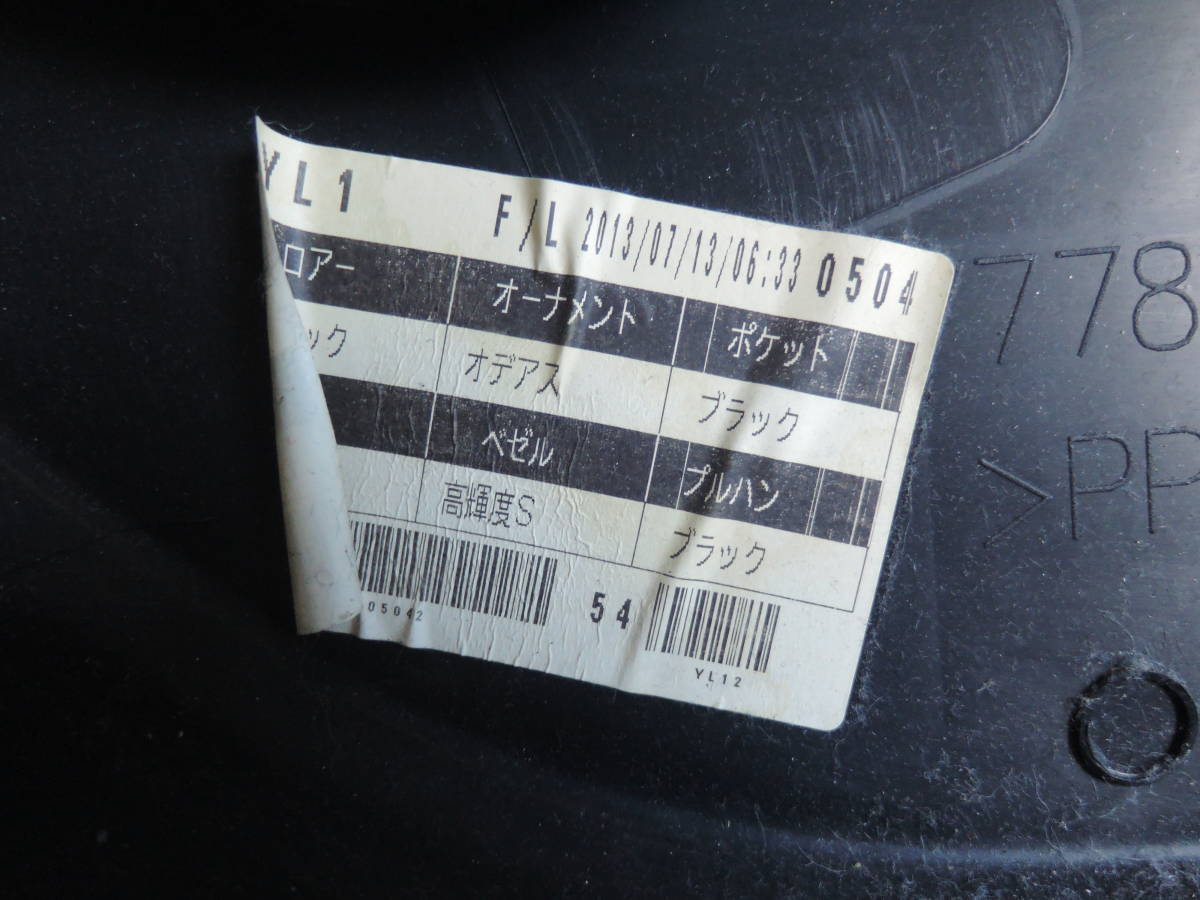 YL1 F/L 2013/07/13/06:33 0504
ロアー オーナメント ポケット
ック オデアス ブラック
ベゼル プルハン
高輝度S ブラック
05042 54
YL12
778
>PP